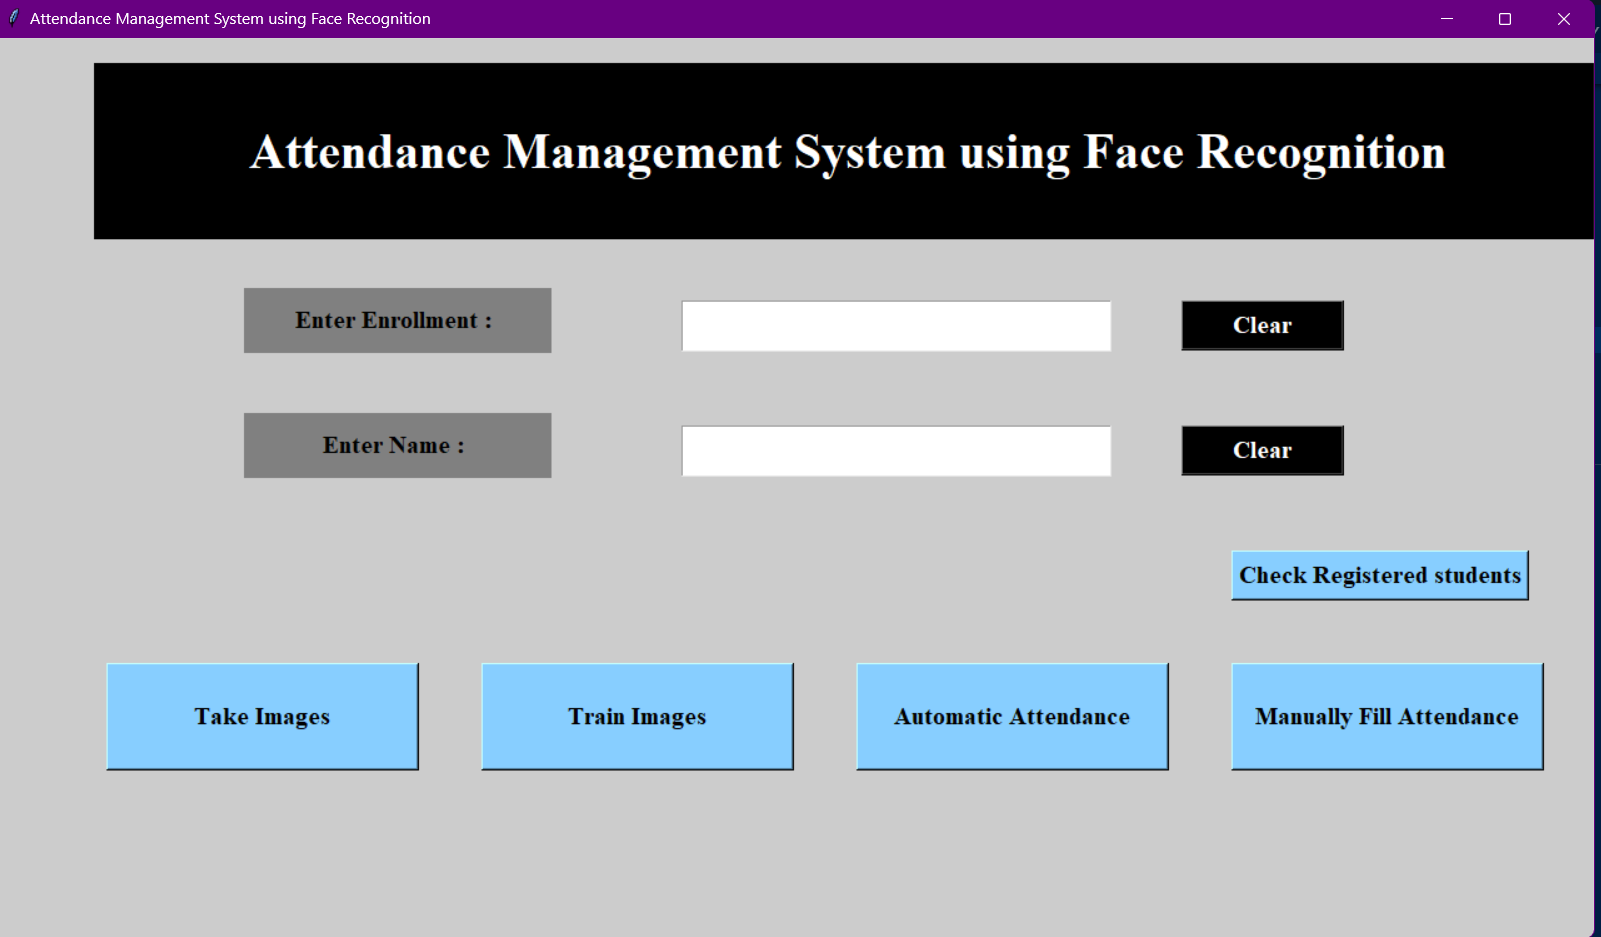 Attendance Management System using Face Recognition
Attendance Management System using Face Recognition
Enter Enrollment :
Clear
Enter Name :
Clear
Check Registered students
Take Images
Train Images
Automatic Attendance
Manually Fill Attendance